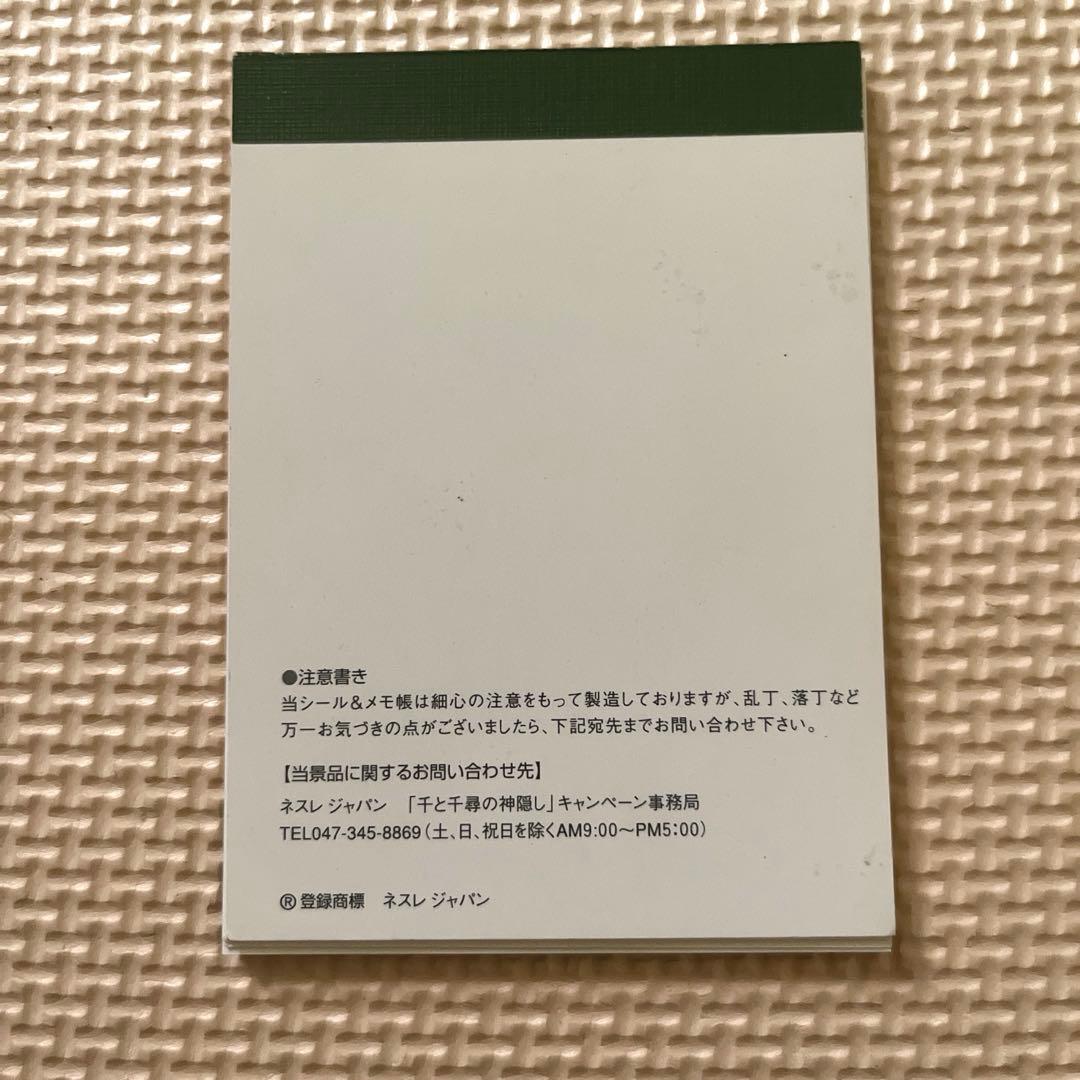 ●注意書き
当シール&メモ帳は細心の注意をもって製造しておりますが、乱丁、落丁など
万一お気づきの点がございましたら、下記宛先までお問い合わせ下さい。
【当景品に関するお問い合わせ先】
ネスレ ジャパン 「千と千尋の神隠し」キャンペーン事務局
TEL047-345-8869(土、日、祝日を除くAM9:00〜PM5:00)
®登録商標 ネスレ ジャパン